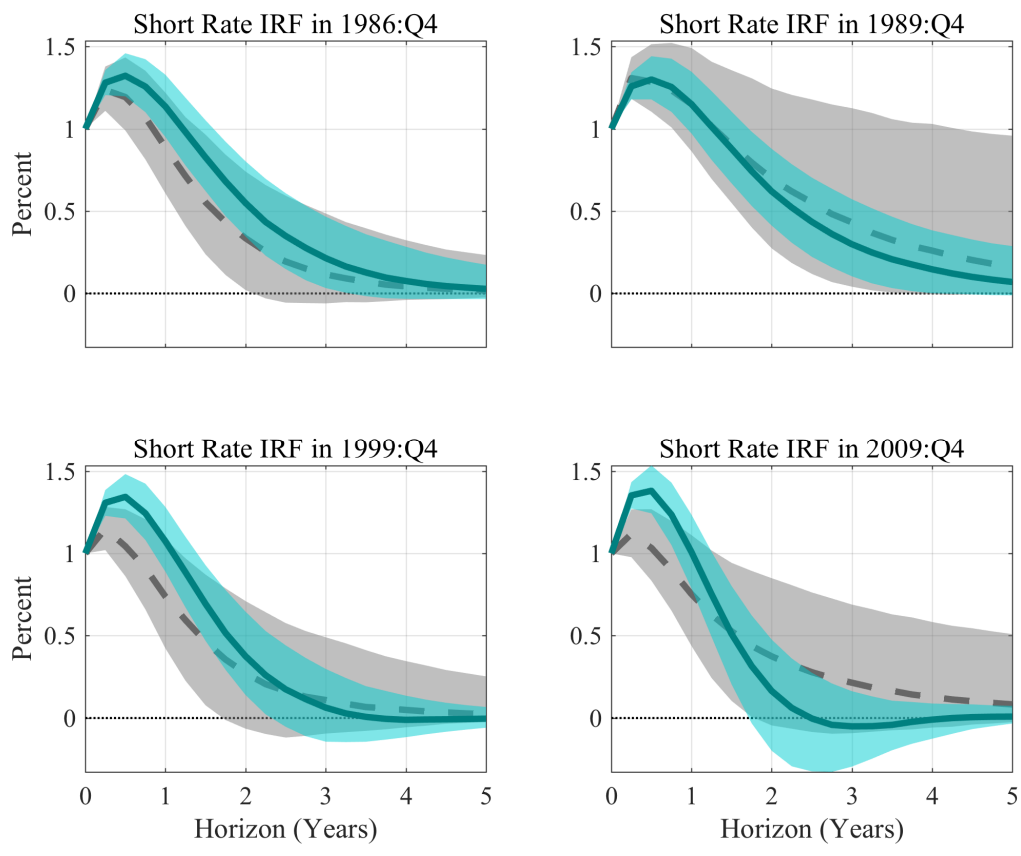 Short Rate IRF in 1986:Q4
1.5
1
0.5
0
Percent
Short Rate IRF in 1989:Q4
1.5
1
0.5
0
Short Rate IRF in 1999:Q4
1.5
1
0.5
0
Percent
0 1 2 3 4 5
Horizon (Years)
Short Rate IRF in 2009:Q4
1.5
1
0.5
0
0 1 2 3 4 5
Horizon (Years)